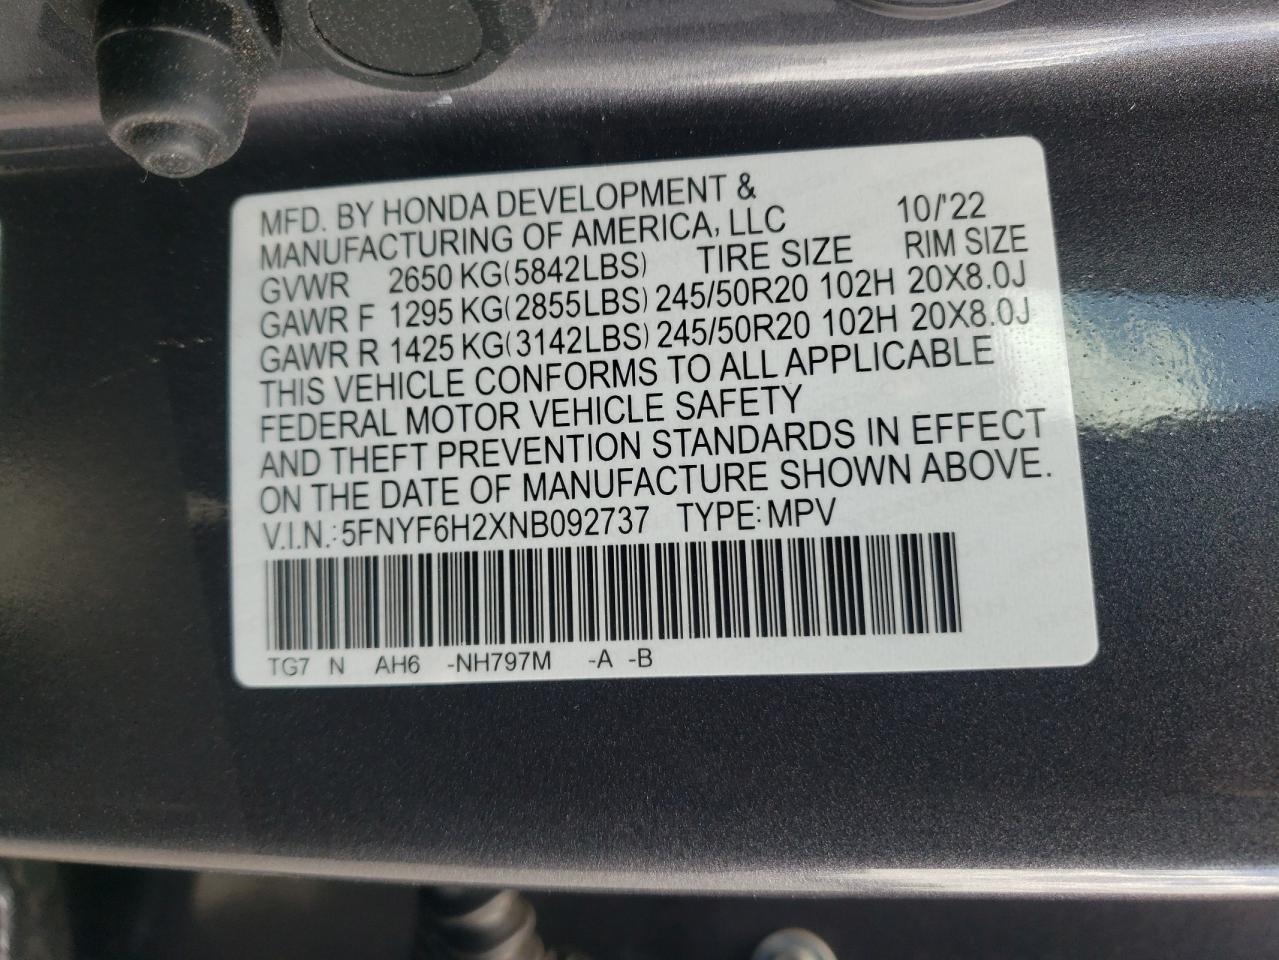 MFD. BY HONDA DEVELOPMENT &
MANUFACTURING OF AMERICA, LLC 10/'22
GVWR 2650 KG(5842LBS) TIRE SIZE RIM SIZE
GAWR F 1295 KG(2855LBS) 245/50R20 102H 20X8.0J
GAWR R 1425 KG(3142LBS) 245/50R20 102H 20X8.0J
THIS VEHICLE CONFORMS TO ALL APPLICABLE
FEDERAL MOTOR VEHICLE SAFETY
AND THEFT PREVENTION STANDARDS IN EFFECT
ON THE DATE OF MANUFACTURE SHOWN ABOVE.
V.I.N.: 5FNYF6H2XNB092737 TYPE: MPV
TG7 N AH6 -NH797M -A -B